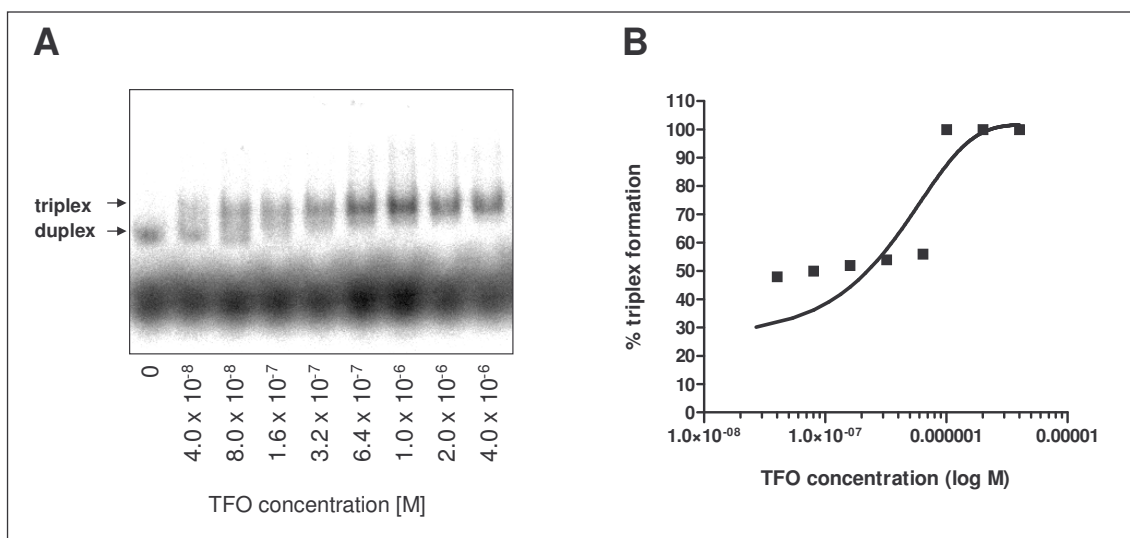 A
triplex
duplex
0
4.0 x 10⁻⁸
8.0 x 10⁻⁸
1.6 x 10⁻⁷
3.2 x 10⁻⁷
6.4 x 10⁻⁷
1.0 x 10⁻⁶
2.0 x 10⁻⁶
4.0 x 10⁻⁶
TFO concentration [M]
B
% triplex formation
110
100
90
80
70
60
50
40
30
20
10
0
1.0×10⁻⁰⁸
1.0×10⁻⁰⁷
0.000001
0.00001
TFO concentration (log M)